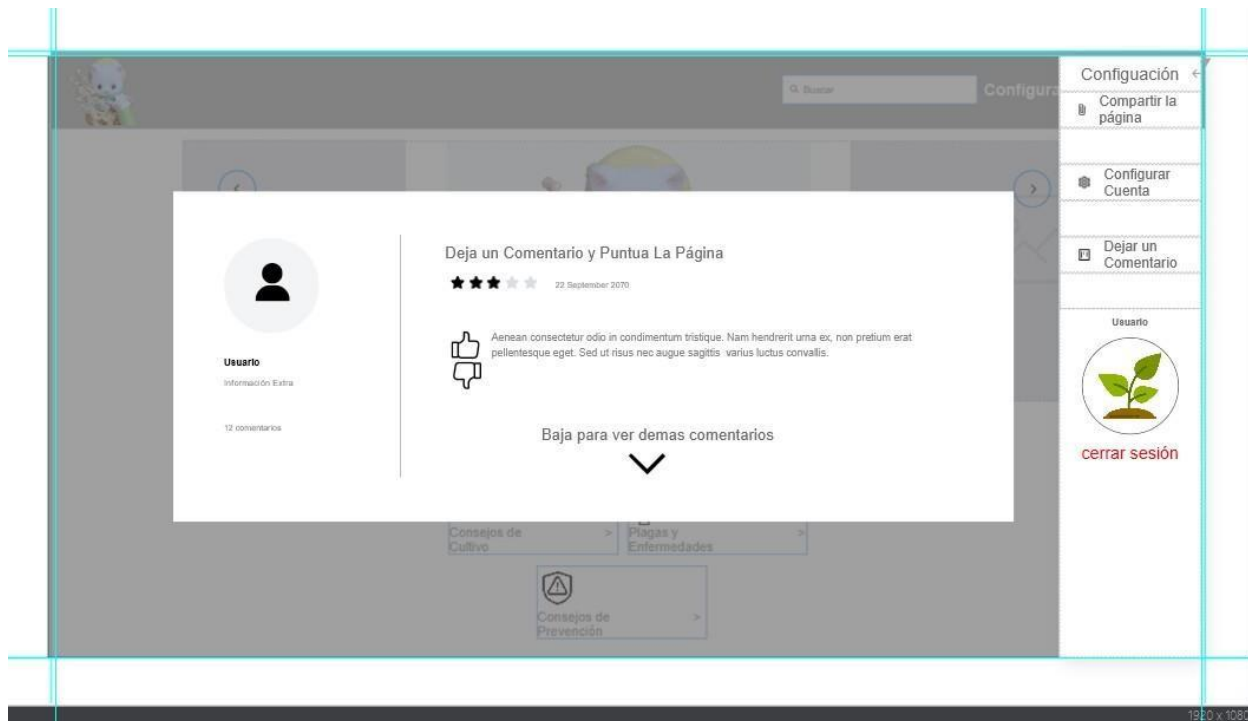 Buscar
Configura
Configuación
Compartir la
página
Configurar
Cuenta
Dejar un
Comentario
Usuario
cerrar sesión
Deja un Comentario y Puntua La Página
22 September 2070
Aenean consectetur odio in condimentum tristique. Nam hendrerit urna ex, non pretium erat
pellentesque eget. Sed ut risus nec augue sagittis varius luctus convallis.
Usuario
Información Extra
12 comentarios
Baja para ver demas comentarios
Consejos de >
Cultivo
Plagas y >
Enfermedades
Consejos de >
Prevención
1920 x 1080